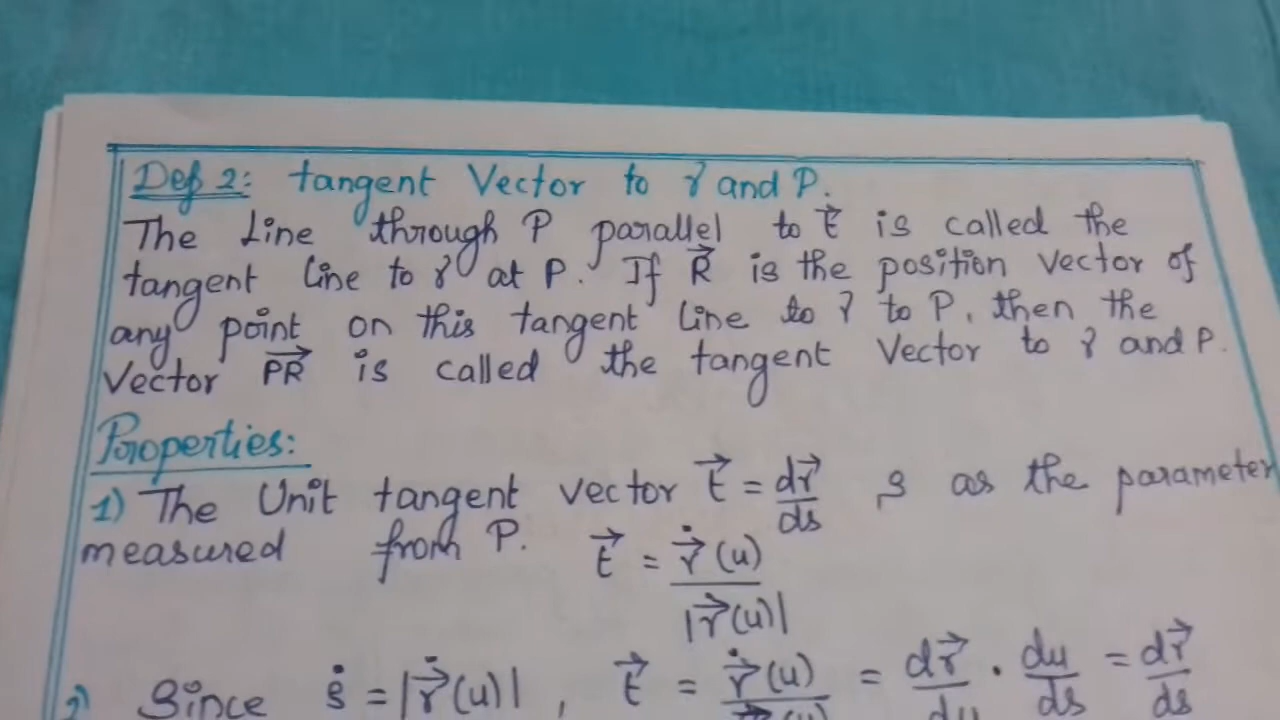 Def 2: tangent Vector to γ and P.
The Line through P parallel to t⃗ is called the
tangent line to γ at P. If R⃗ is the position vector of
any point on this tangent line to γ to P, then the
Vector PR⃗ is called the tangent Vector to γ and P.
Properties:
1) The Unit tangent vector t⃗ = dr⃗/ds s as the parameter
measured from P. t⃗ = ṙ⃗(u)/|r⃗(u)|
2) Since ṡ = |ṙ⃗(u)|, t⃗ = ṙ⃗(u)/|ṙ⃗(u)| = dr⃗/du · du/ds = dr⃗/ds